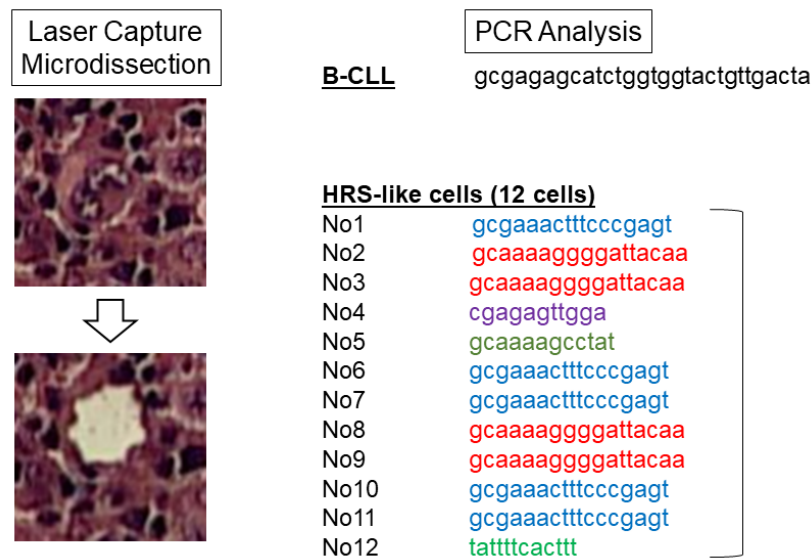 Laser Capture
Microdissection
PCR Analysis
B-CLL gcgagagcatctggtggtactgttgacta
HRS-like cells (12 cells)
No1 gcgaaactttcccgagt
No2 gcaaaaggggattacaa
No3 gcaaaaggggattacaa
No4 cgagagttgga
No5 gcaaaagcctat
No6 gcgaaactttcccgagt
No7 gcgaaactttcccgagt
No8 gcaaaaggggattacaa
No9 gcaaaaggggattacaa
No10 gcgaaactttcccgagt
No11 gcgaaactttcccgagt
No12 tattttcacttt